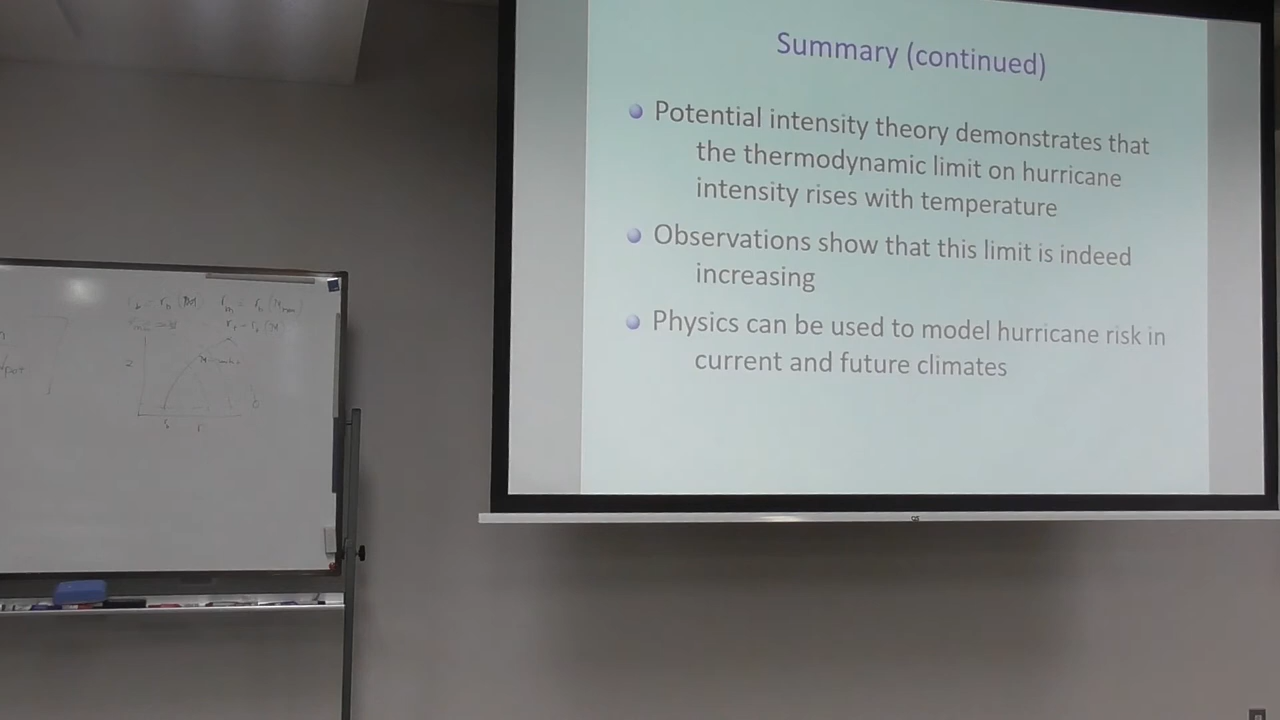 Summary (continued)
Potential intensity theory demonstrates that
the thermodynamic limit on hurricane
intensity rises with temperature
Observations show that this limit is indeed
increasing
Physics can be used to model hurricane risk in
current and future climates